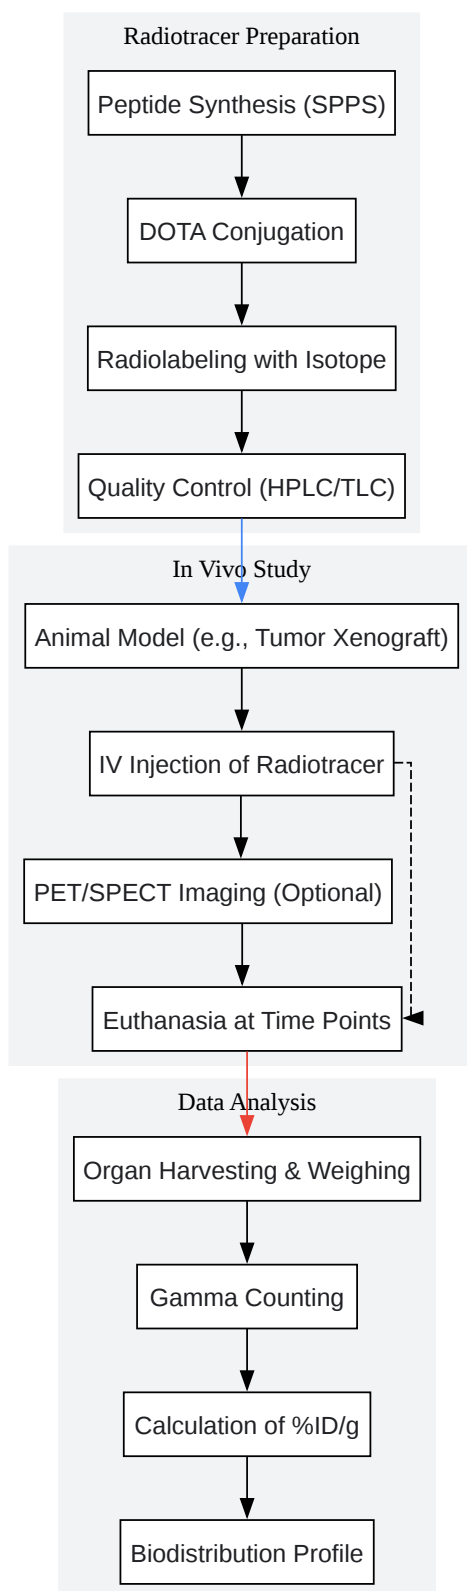 Radiotracer Preparation
Peptide Synthesis (SPPS)
DOTA Conjugation
Radiolabeling with Isotope
Quality Control (HPLC/TLC)
In Vivo Study
Animal Model (e.g., Tumor Xenograft)
IV Injection of Radiotracer
PET/SPECT Imaging (Optional)
Euthanasia at Time Points
Data Analysis
Organ Harvesting & Weighing
Gamma Counting
Calculation of %ID/g
Biodistribution Profile